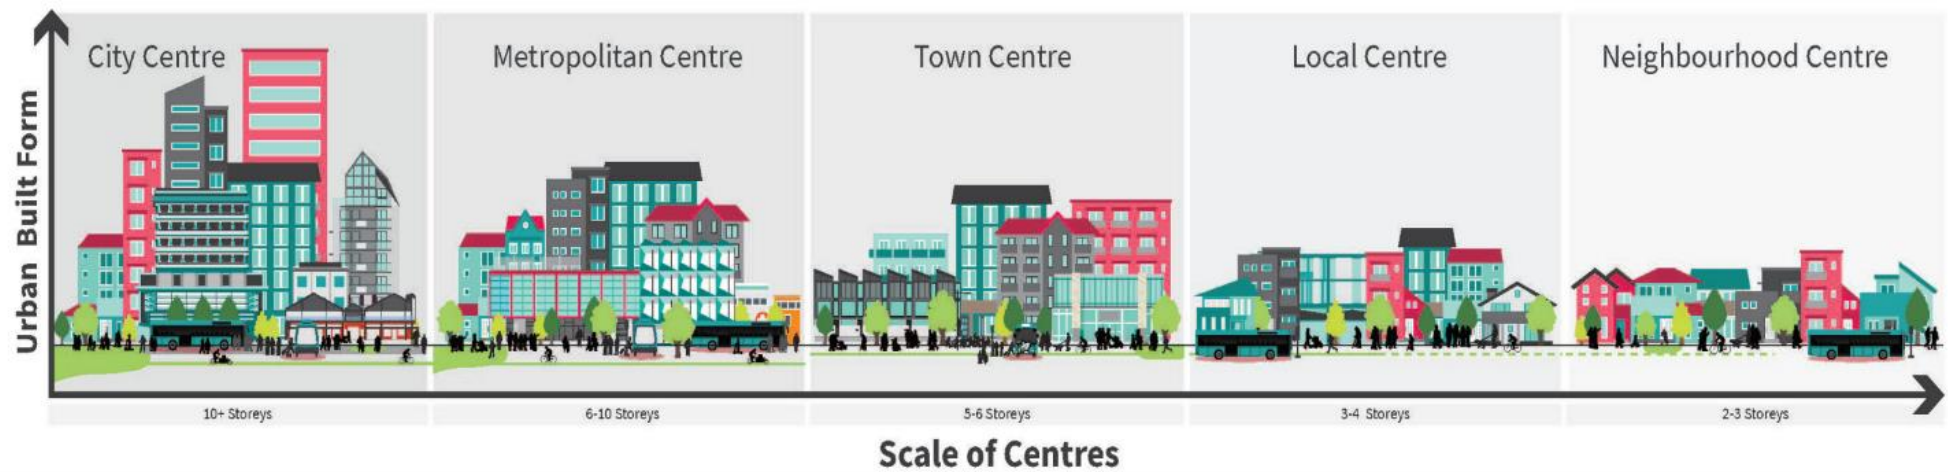 City Centre
Metropolitan Centre
Town Centre
Local Centre
Neighbourhood Centre
Urban Built Form
10+ Storeys
6-10 Storeys
5-6 Storeys
3-4 Storeys
2-3 Storeys
Scale of Centres